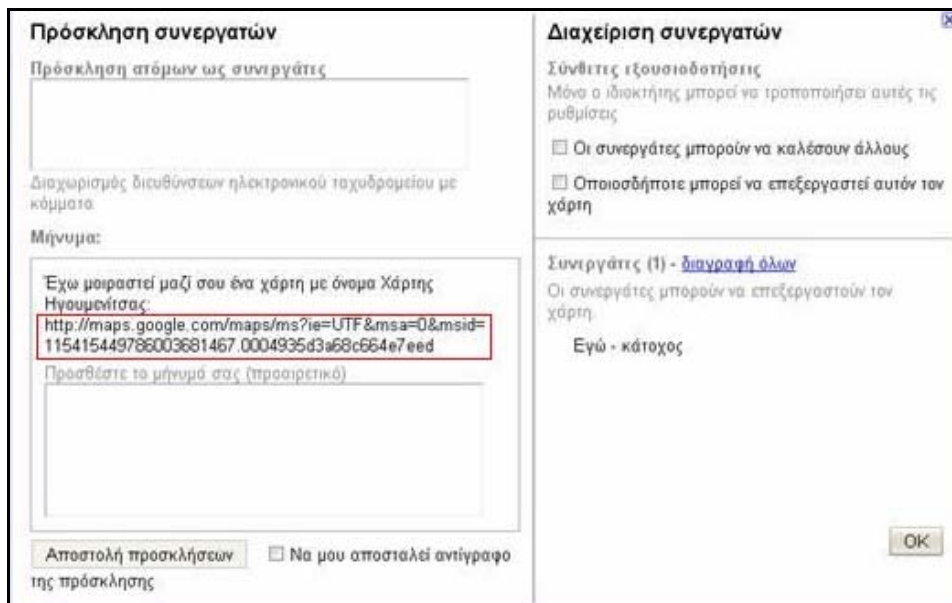 Πρόσκληση συνεργατών
Πρόσκληση ατόμων ως συνεργάτες
Διαχωρισμός διευθύνσεων ηλεκτρονικού ταχυδρομείου με
κόμματα
Μήνυμα:
Έχω μοιραστεί μαζί σου ένα χάρτη με όνομα Χάρτης
Ηγουμενίτσας:
http://maps.google.com/maps/ms?ie=UTF&msa=0&msid=
115415449786003681467.0004935d3a68c664e7eed
Προσθέστε το μήνυμά σας (προαιρετικό)
Αποστολή προσκλήσεων
Να μου αποσταλεί αντίγραφο
της πρόσκλησης
Διαχείριση συνεργατών
Σύνθετες εξουσιοδοτήσεις
Μόνο ο ιδιοκτήτης μπορεί να τροποποιήσει αυτές τις
ρυθμίσεις
Οι συνεργάτες μπορούν να καλέσουν άλλους
Οποιοσδήποτε μπορεί να επεξεργαστεί αυτόν τον
χάρτη
Συνεργάτες (1) - διαγραφή όλων
Οι συνεργάτες μπορούν να επεξεργαστούν τον
χάρτη.
Εγώ - κάτοχος
OK